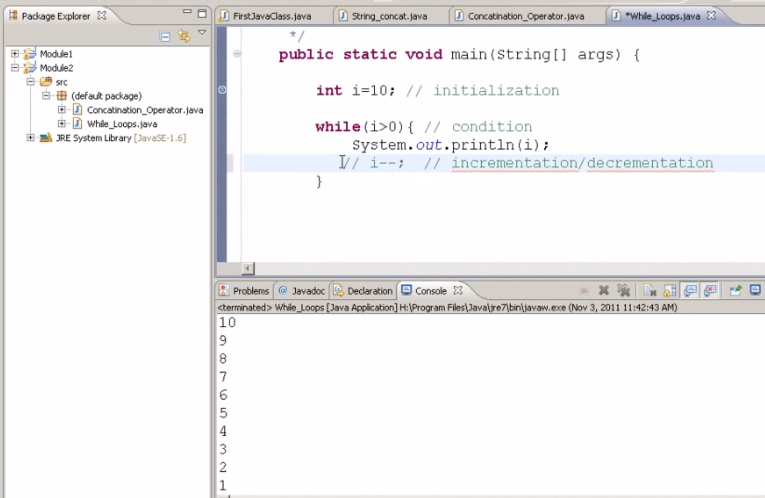 Package Explorer
FirstJavaClass.java
String_concat.java
Concatination_Operator.java
*While_Loops.java
Module1
Module2
src
(default package)
Concatination_Operator.java
While_Loops.java
JRE System Library [JavaSE-1.6]
*/
public static void main(String[] args) {
int i=10; // initialization
while(i>0){ // condition
System.out.println(i);
// i--; // incrementation/decrementation
}
Problems
@ Javadoc
Declaration
Console
<terminated> While_Loops [Java Application] H:\Program Files\Java\jre7\bin\javaw.exe (Nov 3, 2011 11:42:43 AM)
10
9
8
7
6
5
4
3
2
1